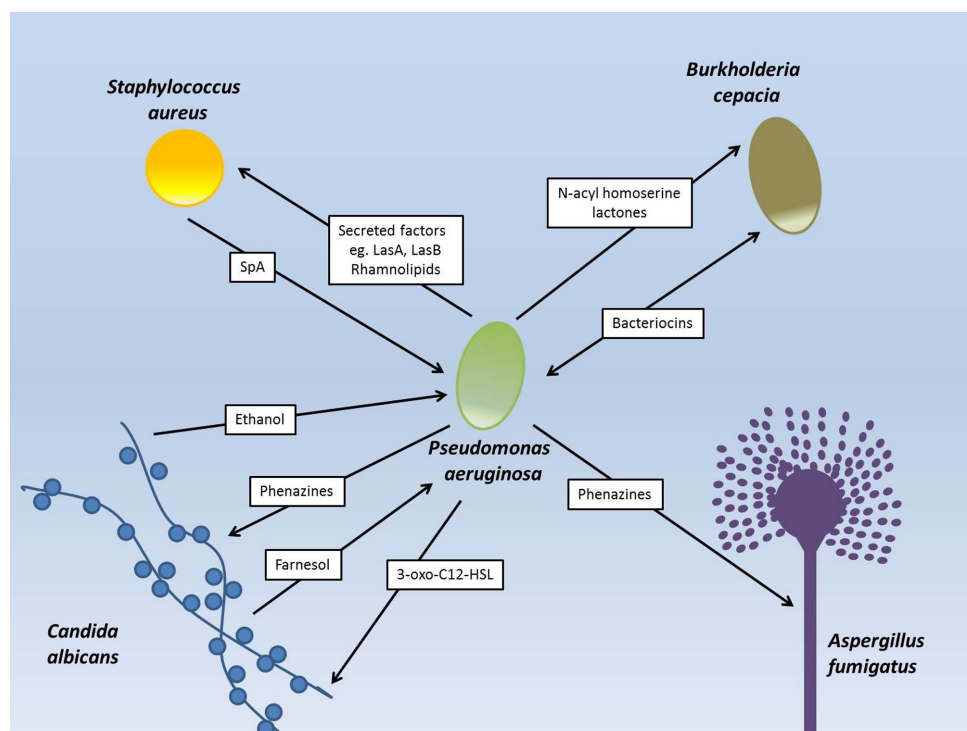 Staphylococcus
aureus
Burkholderia
cepacia
N-acyl homoserine
lactones
Secreted factors
eg. LasA, LasB
Rhamnolipids
SpA
Bacteriocins
Ethanol
Pseudomonas
aeruginosa
Phenazines
Phenazines
Farnesol
3-oxo-C12-HSL
Candida
albicans
Aspergillus
fumigatus